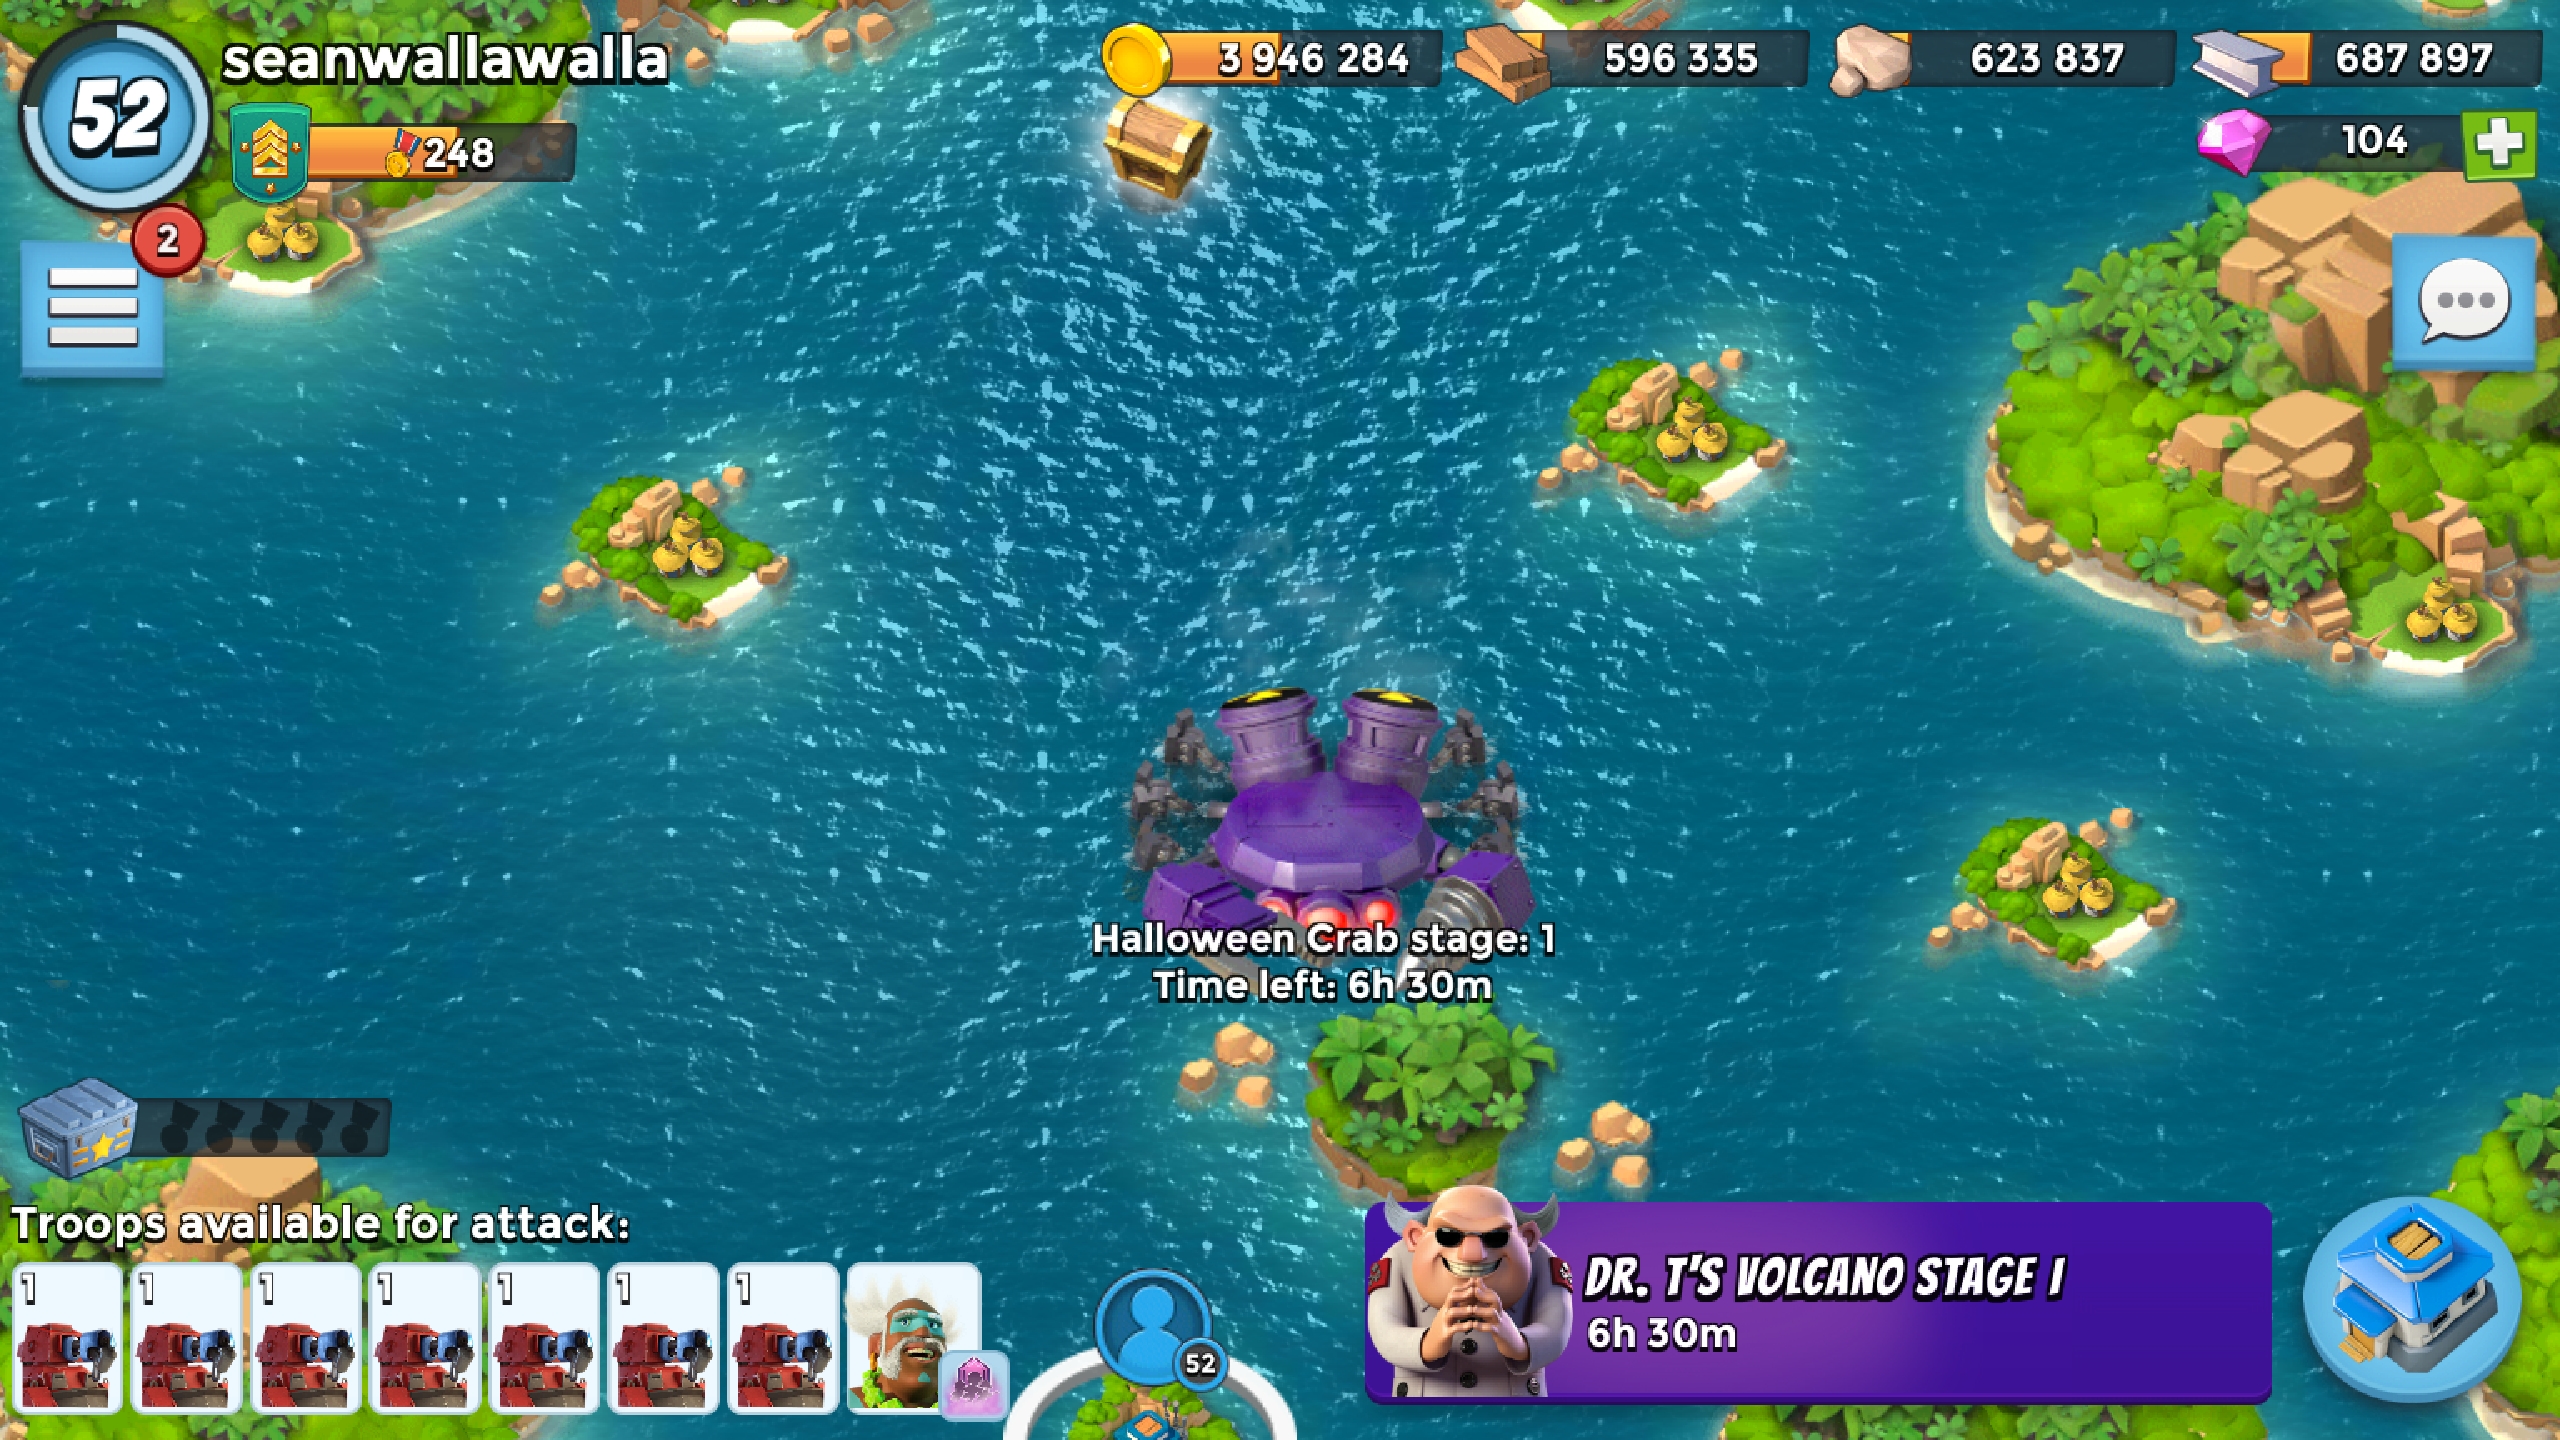 52
seanwallawalla
248
3 946 284
596 335
623 837
687 897
104
2
Halloween Crab stage: 1
Time left: 6h 30m
Troops available for attack:
1
1
1
1
1
1
1
52
DR. T'S VOLCANO STAGE 1
6h 30m